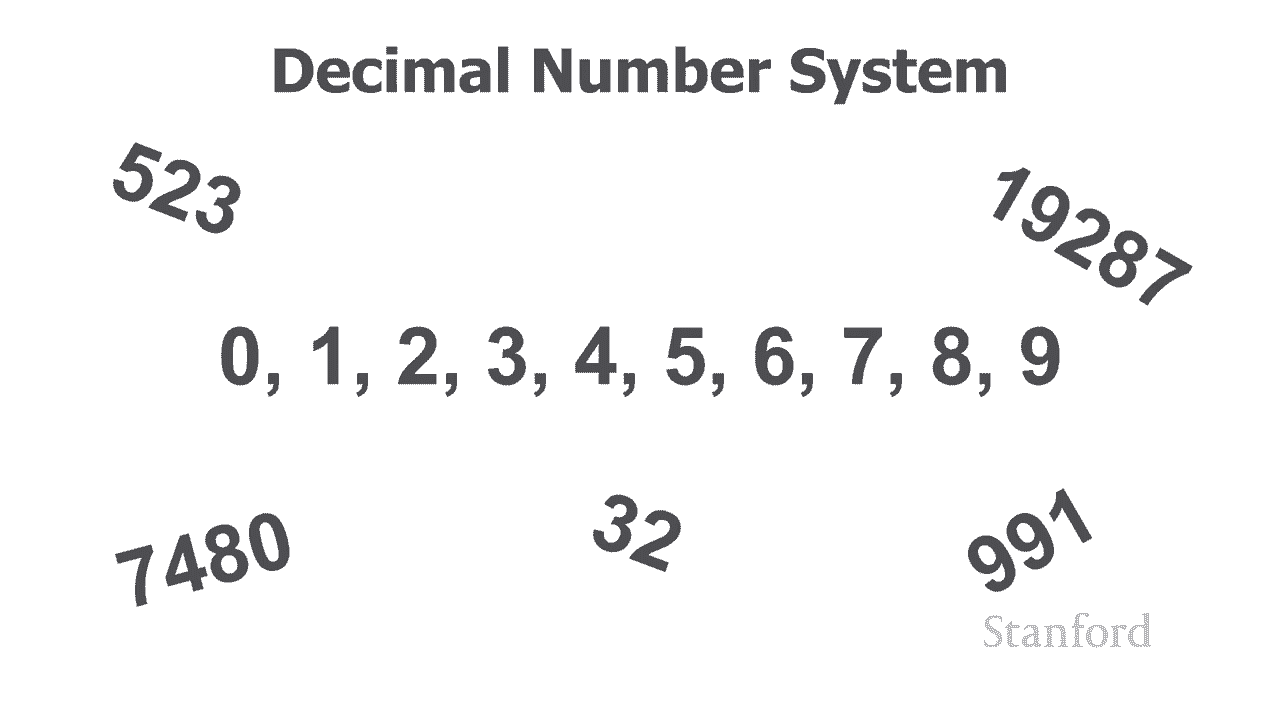 Decimal Number System
523
19287
0, 1, 2, 3, 4, 5, 6, 7, 8, 9
7480
32
991
Stanford